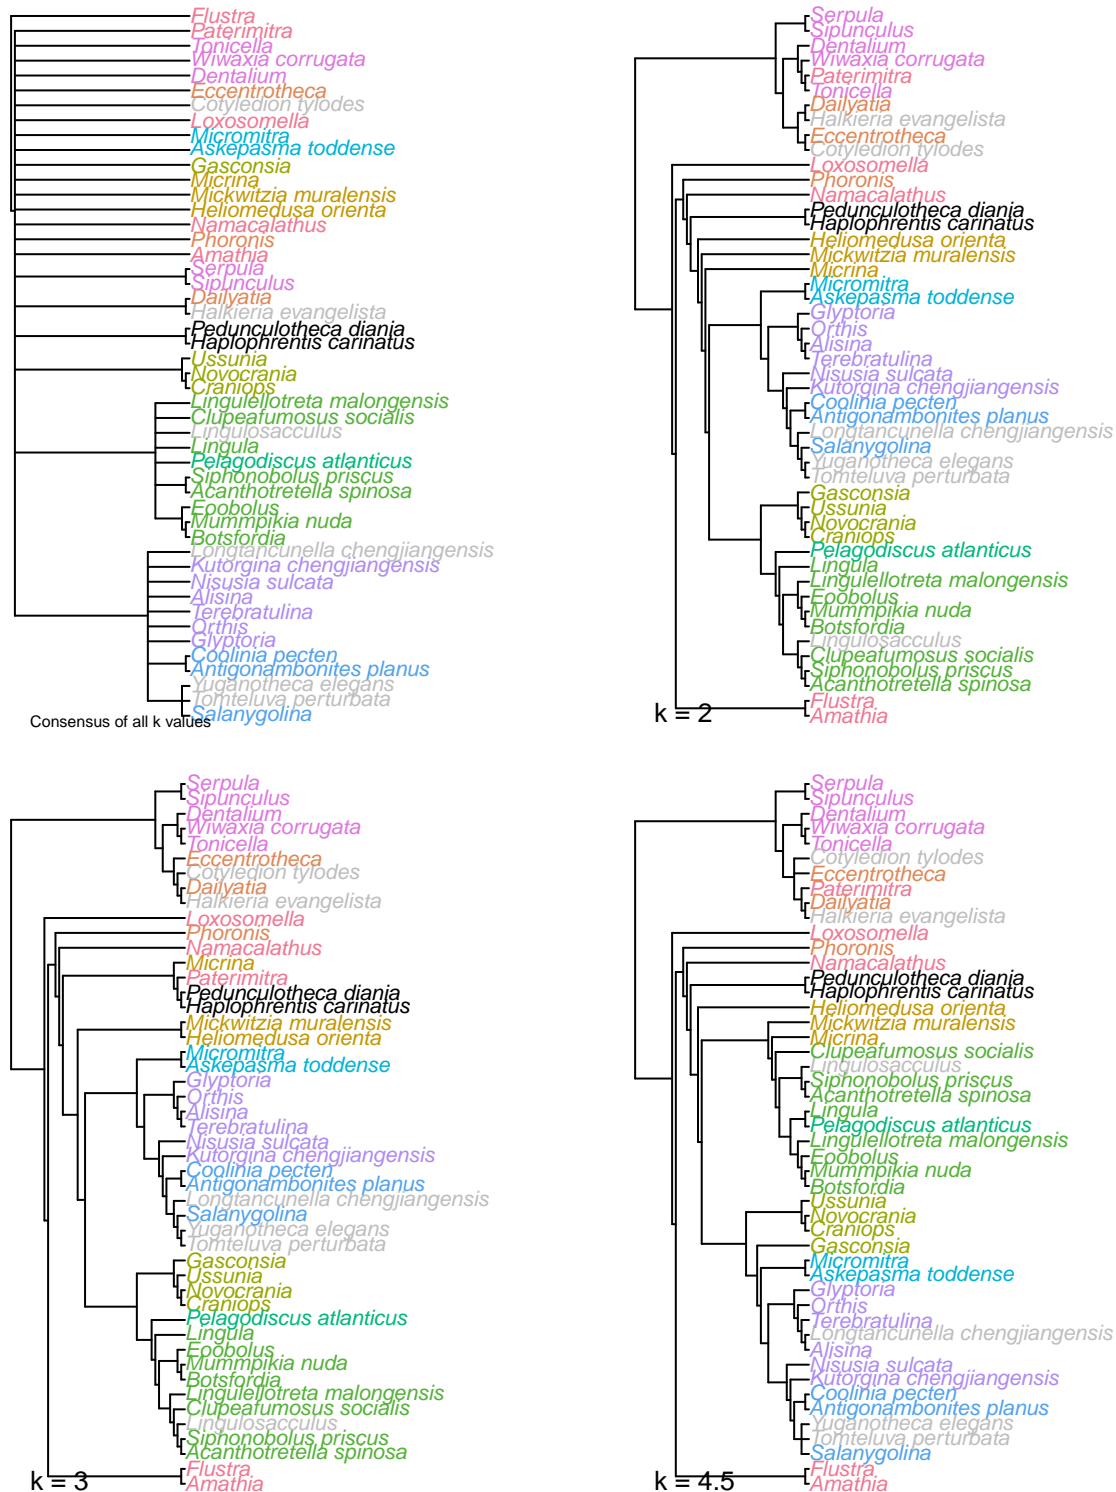 Flustra
Paterimitra
Tonicella
Wiwaxia corrugata
Dentalium
Eccentrotheca
Cotyledion tylodes
Loxosomella
Micromitra
Askepasma toddense
Gasconsia
Micrina
Mickwitzia muralensis
Heliomedusa orienta
Namacalathus
Phoronis
Amathia
Serpula
Sipunculus
Dailyatia
Halkieria evangelista
Pedunculotheca diania
Haplophrentis carinatus
Ussunia
Novocrania
Craniops
Lingulellotreta malongensis
Clupeafumosus socialis
Lingulosacculus
Lingula
Pelagodiscus atlanticus
Siphonobolus priscus
Acanthotretella spinosa
Eoobolus
Mummpikia nuda
Botsfordia
Longtancunella chengjiangensis
Kutorgina chengjiangensis
Nisusia sulcata
Alisina
Terebratulina
Orthis
Glyptoria
Coolinia pecten
Antigonambonites planus
Yuganotheca elegans
Tomteluva perturbata
Salanygolina
Consensus of all k values
Serpula
Sipunculus
Dentalium
Wiwaxia corrugata
Paterimitra
Tonicella
Dailyatia
Halkieria evangelista
Eccentrotheca
Cotyledion tylodes
Loxosomella
Phoronis
Namacalathus
Pedunculotheca diania
Haplophrentis carinatus
Heliomedusa orienta
Mickwitzia muralensis
Micrina
Micromitra
Askepasma toddense
Glyptoria
Orthis
Alisina
Terebratulina
Nisusia sulcata
Kutorgina chengjiangensis
Coolinia pecten
Antigonambonites planus
Longtancunella chengjiangensis
Salanygolina
Yuganotheca elegans
Tomteluva perturbata
Gasconsia
Ussunia
Novocrania
Craniops
Pelagodiscus atlanticus
Lingula
Lingulellotreta malongensis
Eoobolus
Mummpikia nuda
Botsfordia
Lingulosacculus
Clupeafumosus socialis
Siphonobolus priscus
Acanthotretella spinosa
Flustra
Amathia
k = 2
Serpula
Sipunculus
Dentalium
Wiwaxia corrugata
Tonicella
Eccentrotheca
Cotyledion tylodes
Dailyatia
Halkieria evangelista
Loxosomella
Phoronis
Namacalathus
Micrina
Paterimitra
Pedunculotheca diania
Haplophrentis carinatus
Mickwitzia muralensis
Heliomedusa orienta
Micromitra
Askepasma toddense
Glyptoria
Orthis
Alisina
Terebratulina
Nisusia sulcata
Kutorgina chengjiangensis
Coolinia pecten
Antigonambonites planus
Longtancunella chengjiangensis
Salanygolina
Yuganotheca elegans
Tomteluva perturbata
Gasconsia
Ussunia
Novocrania
Craniops
Pelagodiscus atlanticus
Lingula
Eoobolus
Mummpikia nuda
Botsfordia
Lingulellotreta malongensis
Clupeafumosus socialis
Lingulosacculus
Siphonobolus priscus
Acanthotretella spinosa
Flustra
Amathia
k = 3
Serpula
Sipunculus
Dentalium
Wiwaxia corrugata
Tonicella
Cotyledion tylodes
Eccentrotheca
Paterimitra
Dailyatia
Halkieria evangelista
Loxosomella
Phoronis
Namacalathus
Pedunculotheca diania
Haplophrentis carinatus
Heliomedusa orienta
Mickwitzia muralensis
Micrina
Clupeafumosus socialis
Lingulosacculus
Siphonobolus priscus
Acanthotretella spinosa
Lingula
Pelagodiscus atlanticus
Lingulellotreta malongensis
Eoobolus
Mummpikia nuda
Botsfordia
Ussunia
Novocrania
Craniops
Gasconsia
Micromitra
Askepasma toddense
Glyptoria
Orthis
Terebratulina
Longtancunella chengjiangensis
Alisina
Nisusia sulcata
Kutorgina chengjiangensis
Coolinia pecten
Antigonambonites planus
Yuganotheca elegans
Tomteluva perturbata
Salanygolina
Flustra
Amathia
k = 4.5